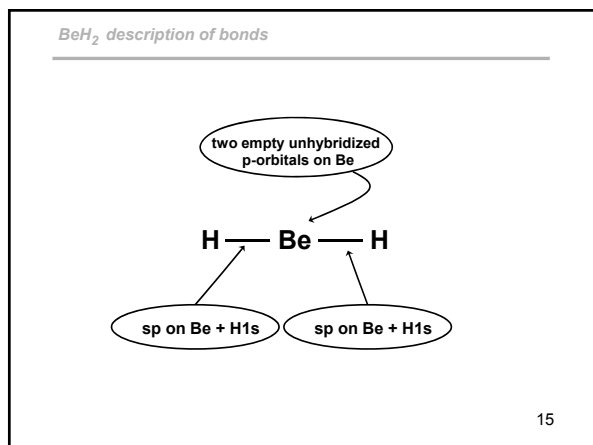 BeH₂ description of bonds
two empty unhybridized
p-orbitals on Be
H — Be — H
sp on Be + H1s sp on Be + H1s
15